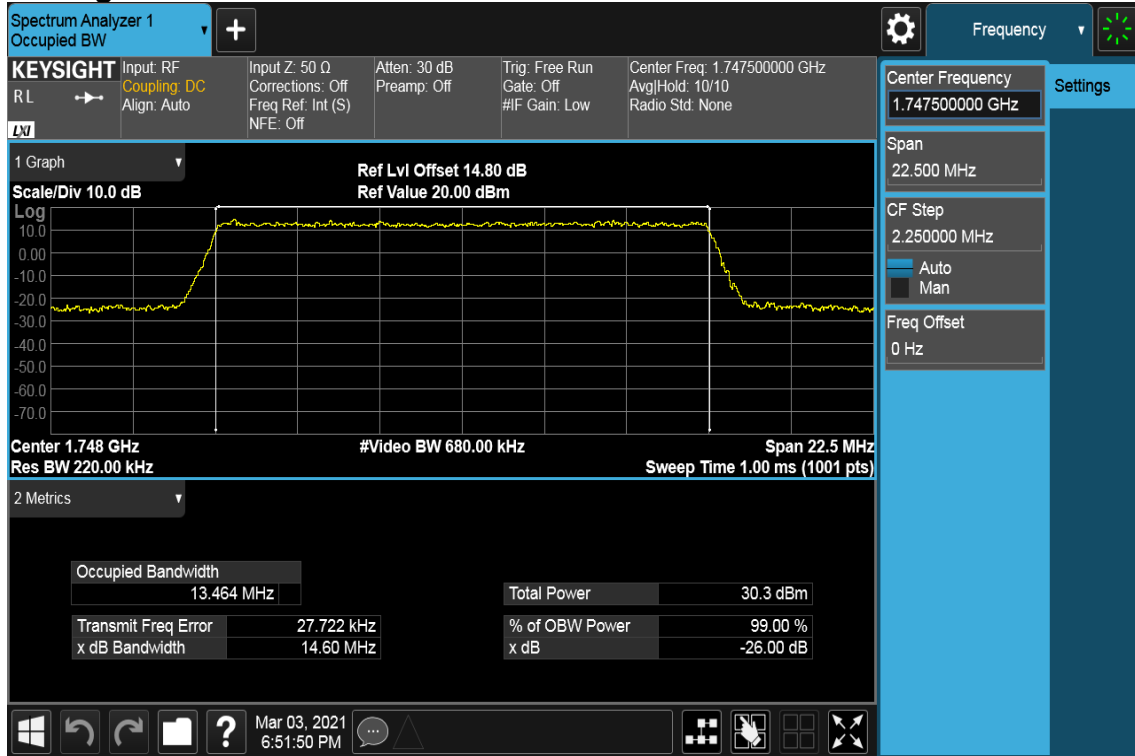 Spectrum Analyzer 1
Occupied BW
Frequency
KEYSIGHT
RL
LXI
Input: RF
Coupling: DC
Align: Auto
Input Z: 50 Ω
Corrections: Off
Freq Ref: Int (S)
NFE: Off
Atten: 30 dB
Preamp: Off
Trig: Free Run
Gate: Off
#IF Gain: Low
Center Freq: 1.747500000 GHz
Avg|Hold: 10/10
Radio Std: None
1 Graph
Scale/Div 10.0 dB
Ref Lvl Offset 14.80 dB
Ref Value 20.00 dBm
Log
10.0
0.00
-10.0
-20.0
-30.0
-40.0
-50.0
-60.0
-70.0
Center 1.748 GHz
#Video BW 680.00 kHz
Span 22.5 MHz
Res BW 220.00 kHz
Sweep Time 1.00 ms (1001 pts)
2 Metrics
Occupied Bandwidth
13.464 MHz
Total Power 30.3 dBm
Transmit Freq Error 27.722 kHz
% of OBW Power 99.00 %
x dB Bandwidth 14.60 MHz
x dB -26.00 dB
Center Frequency
1.747500000 GHz
Settings
Span
22.500 MHz
CF Step
2.250000 MHz
Auto
Man
Freq Offset
0 Hz
?
Mar 03, 2021
6:51:50 PM